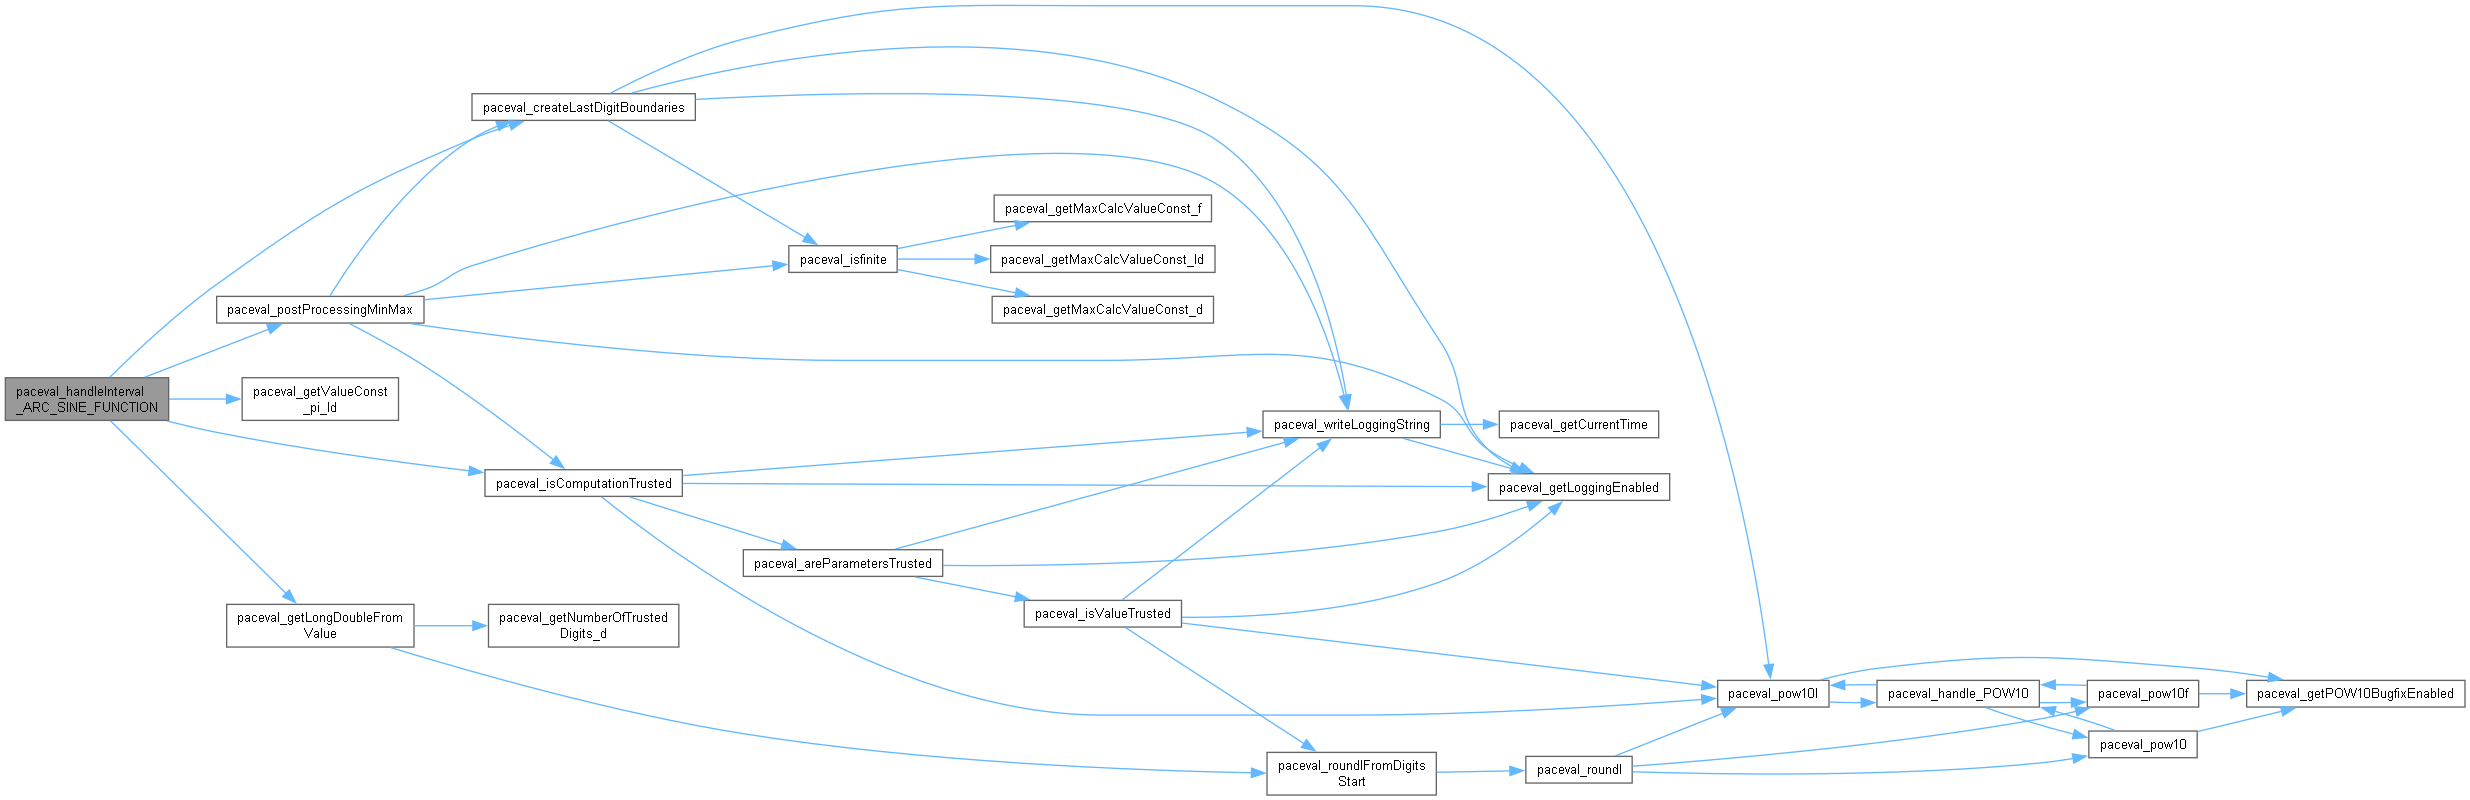 paceval_createLastDigitBoundaries
paceval_getMaxCalcValueConst_f
paceval_isfinite
paceval_getMaxCalcValueConst_ld
paceval_postProcessingMinMax
paceval_getMaxCalcValueConst_d
paceval_handleInterval
_ARC_SINE_FUNCTION
paceval_getValueConst
_pi_ld
paceval_writeLoggingString
paceval_getCurrentTime
paceval_isComputationTrusted
paceval_getLoggingEnabled
paceval_areParametersTrusted
paceval_isValueTrusted
paceval_getLongDoubleFrom
Value
paceval_getNumberOfTrusted
Digits_d
paceval_pow10l
paceval_handle_POW10
paceval_pow10f
paceval_getPOW10BugfixEnabled
paceval_pow10
paceval_roundlFromDigits
Start
paceval_roundl